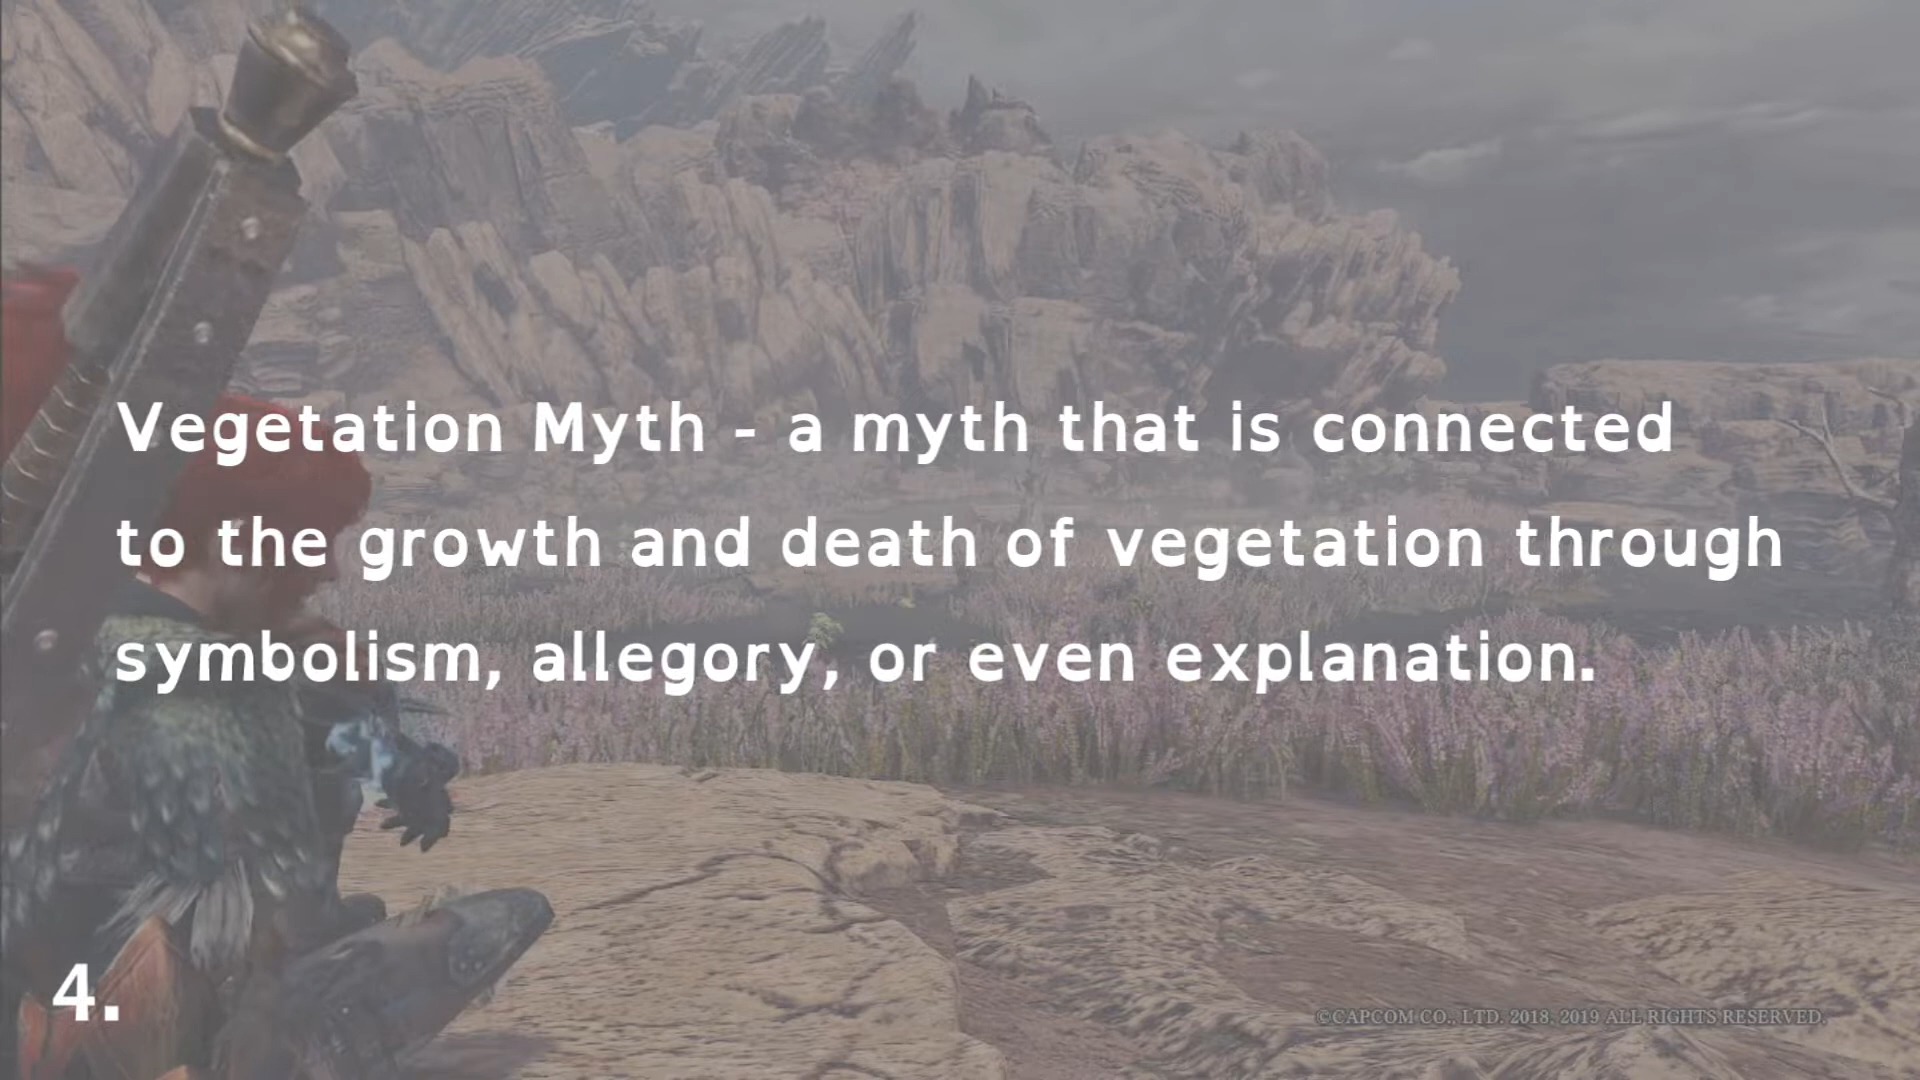 Vegetation Myth - a myth that is connected
to the growth and death of vegetation through
symbolism, allegory, or even explanation.
4.
©CAPCOM CO., LTD. 2018, 2019 ALL RIGHTS RESERVED.